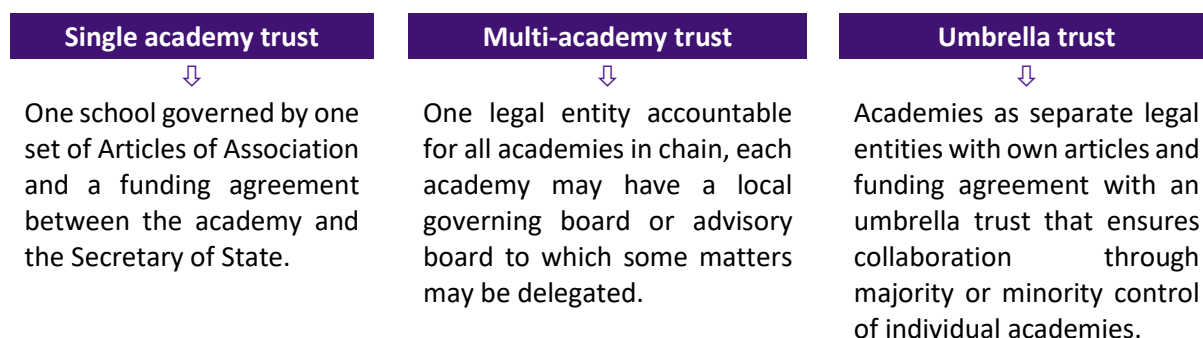 Single academy trust
⇩
One school governed by one
set of Articles of Association
and a funding agreement
between the academy and
the Secretary of State.
Multi-academy trust
⇩
One legal entity accountable
for all academies in chain, each
academy may have a local
governing board or advisory
board to which some matters
may be delegated.
Umbrella trust
⇩
Academies as separate legal
entities with own articles and
funding agreement with an
umbrella trust that ensures
collaboration through
majority or minority control
of individual academies.